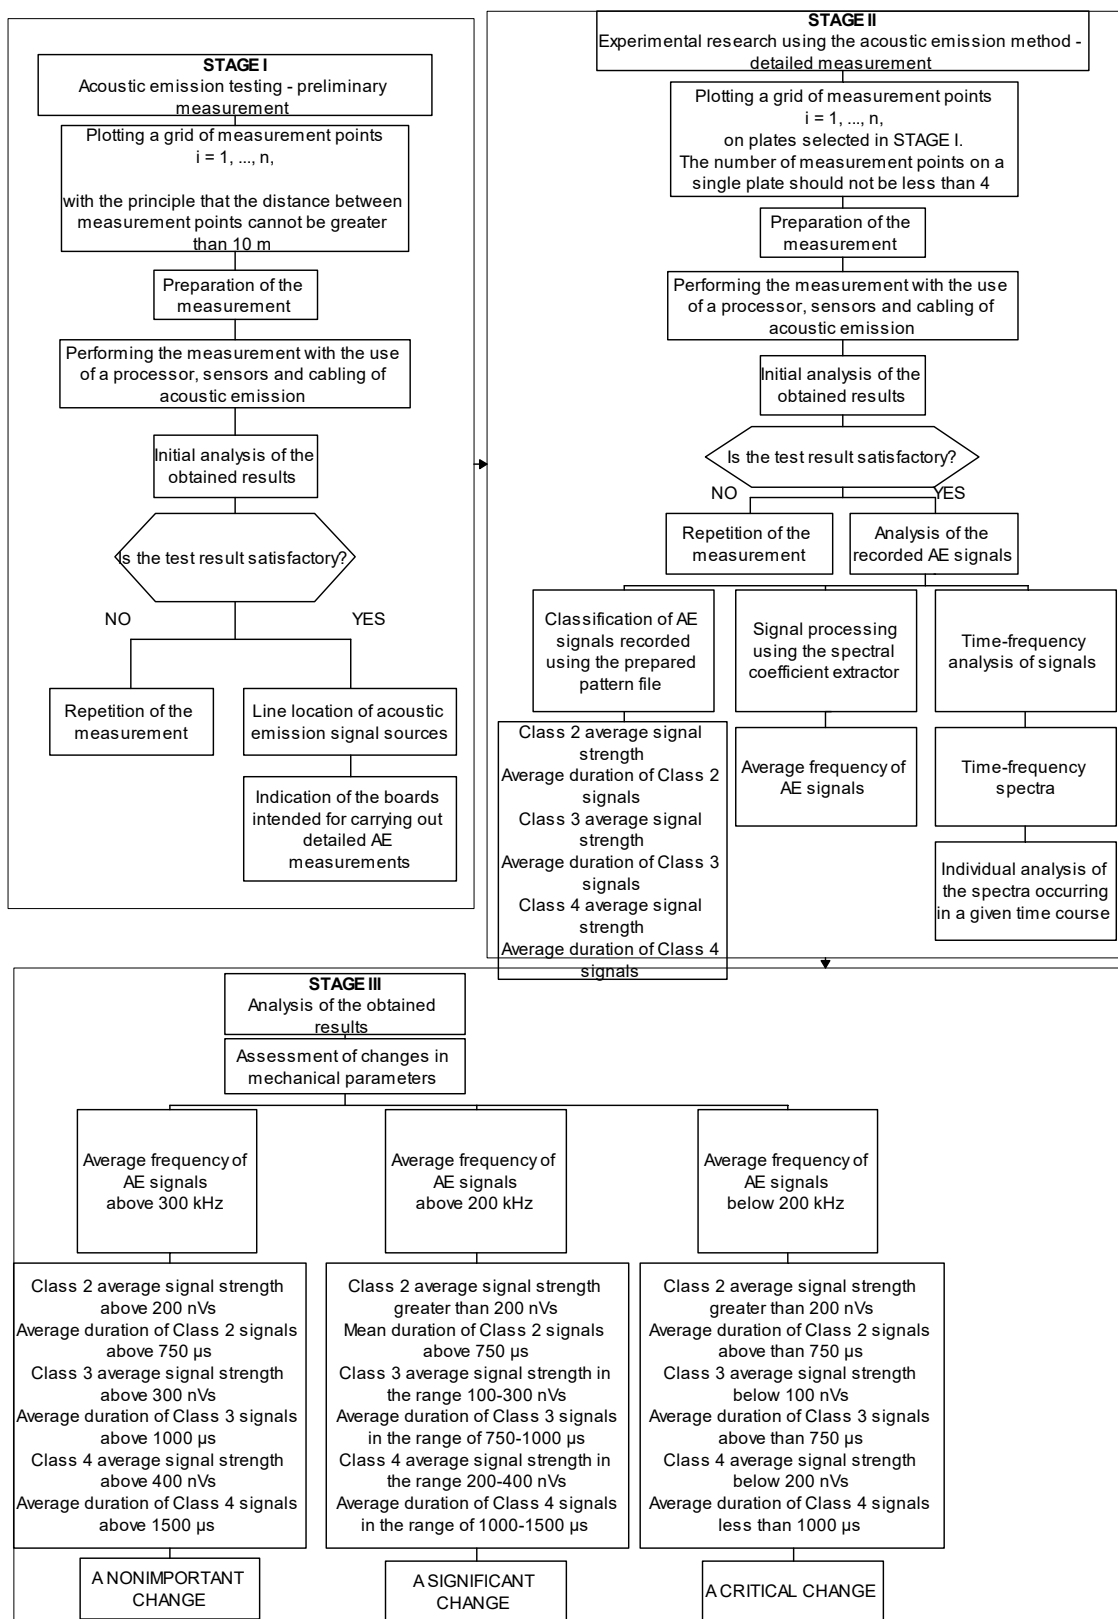 STAGE I
Acoustic emission testing - preliminary
measurement
Plotting a grid of measurement points
i = 1, ..., n,
with the principle that the distance between
measurement points cannot be greater
than 10 m
Preparation of the
measurement
Performing the measurement with the use
of a processor, sensors and cabling of
acoustic emission
Initial analysis of the
obtained results
Is the test result satisfactory?
NO
YES
Repetition of the
measurement
Line location of acoustic
emission signal sources
Indication of the boards
intended for carrying out
detailed AE
measurements
STAGE II
Experimental research using the acoustic emission method -
detailed measurement
Plotting a grid of measurement points
i = 1, ..., n,
on plates selected in STAGE I.
The number of measurement points on a
single plate should not be less than 4
Preparation of the
measurement
Performing the measurement with the use
of a processor, sensors and cabling of
acoustic emission
Initial analysis of the
obtained results
Is the test result satisfactory?
NO
YES
Repetition of the
measurement
Analysis of the
recorded AE signals
Classification of AE
signals recorded
using the prepared
pattern file
Signal processing
using the spectral
coefficient extractor
Time-frequency
analysis of signals
Class 2 average signal
strength
Average duration of Class 2
signals
Class 3 average signal
strength
Average duration of Class 3
signals
Class 4 average signal
strength
Average duration of Class 4
signals
Average frequency of
AE signals
Time-frequency
spectra
Individual analysis of
the spectra occurring
in a given time course
STAGE III
Analysis of the obtained
results
Assessment of changes in
mechanical parameters
Average frequency of
AE signals
above 300 kHz
Average frequency of
AE signals
above 200 kHz
Average frequency of
AE signals
below 200 kHz
Class 2 average signal strength
above 200 nVs
Average duration of Class 2 signals
above 750 µs
Class 3 average signal strength
above 300 nVs
Average duration of Class 3 signals
above 1000 µs
Class 4 average signal strength
above 400 nVs
Average duration of Class 4 signals
above 1500 µs
Class 2 average signal strength
greater than 200 nVs
Mean duration of Class 2 signals
above 750 µs
Class 3 average signal strength in
the range 100-300 nVs
Average duration of Class 3 signals
in the range of 750-1000 µs
Class 4 average signal strength in
the range 200-400 nVs
Average duration of Class 4 signals
in the range of 1000-1500 µs
Class 2 average signal strength
greater than 200 nVs
Average duration of Class 2 signals
above than 750 µs
Class 3 average signal strength
below 100 nVs
Average duration of Class 3 signals
above than 750 µs
Class 4 average signal strength
below 200 nVs
Average duration of Class 4 signals
less than 1000 µs
A NONIMPORTANT
CHANGE
A SIGNIFICANT
CHANGE
A CRITICAL CHANGE